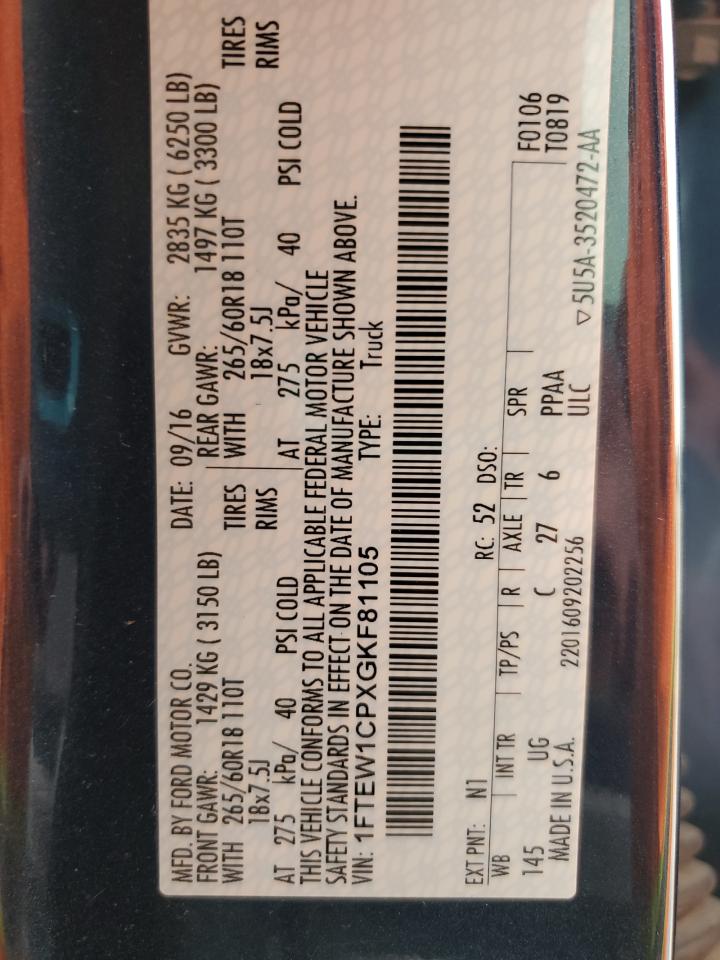 MFD. BY FORD MOTOR CO. DATE: 09/16 GVWR: 2835 KG ( 6250 LB)
FRONT GAWR: 1429 KG ( 3150 LB) REAR GAWR: 1497 KG ( 3300 LB)
WITH 265/60R18 110T TIRES WITH 265/60R18 110T TIRES
18x7.5J RIMS 18x7.5J RIMS
AT 275 kPa/ 40 PSI COLD AT 275 kPa/ 40 PSI COLD
THIS VEHICLE CONFORMS TO ALL APPLICABLE FEDERAL MOTOR VEHICLE
SAFETY STANDARDS IN EFFECT ON THE DATE OF MANUFACTURE SHOWN ABOVE.
VIN: 1FTEW1CPXGKF81105 TYPE: Truck
EXT PNT: N1 RC: 52 DSO:
WB INT TR TP/PS R AXLE TR SPR F0106
145 UG C 27 6 PPAA T0819
ULC
MADE IN U.S.A. 2201609202256 ▽5U5A-3520472-AA